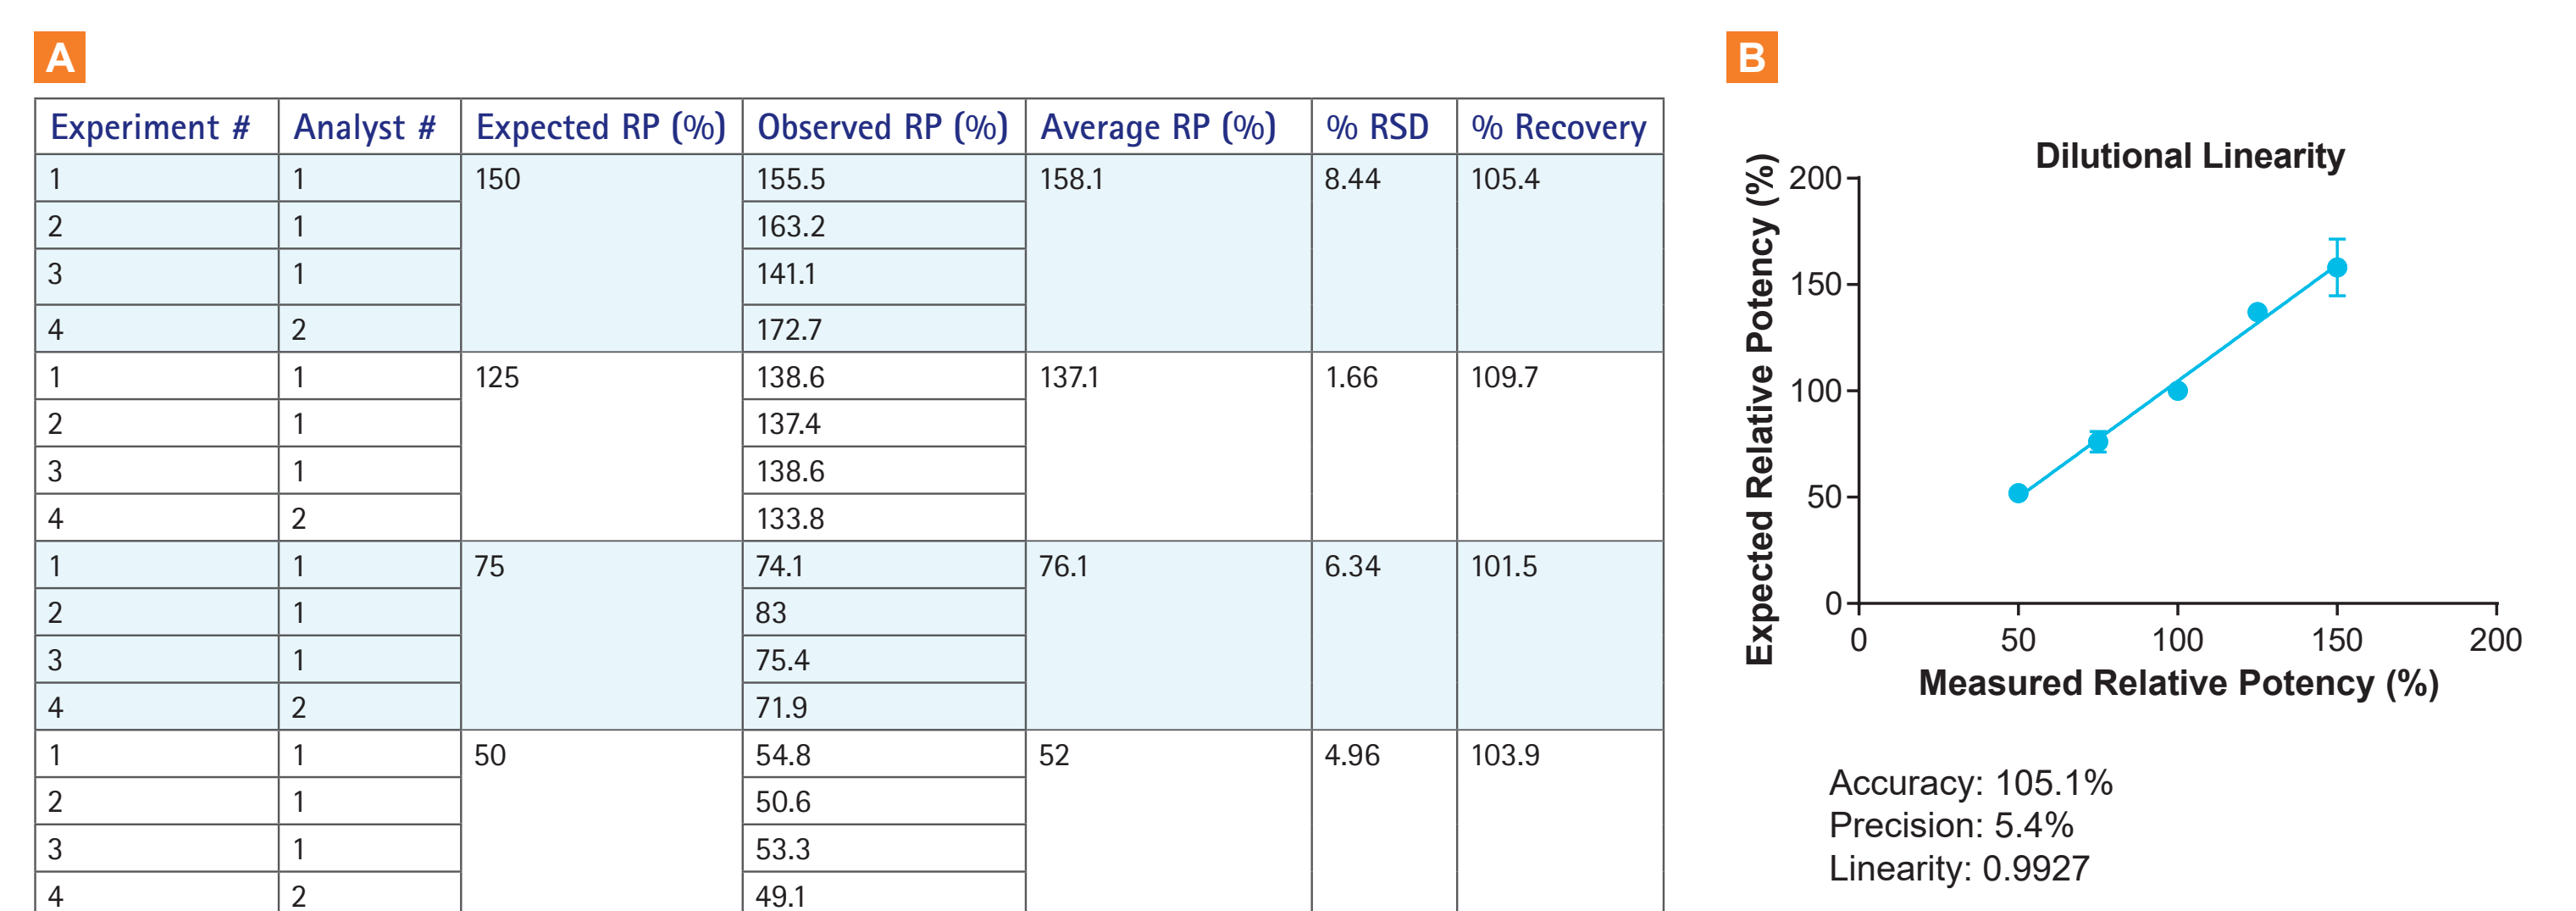 A
Experiment # Analyst # Expected RP (%) Observed RP (%) Average RP (%) % RSD % Recovery
1 1 150 155.5 158.1 8.44 105.4
2 1 163.2
3 1 141.1
4 2 172.7
1 1 125 138.6 137.1 1.66 109.7
2 1 137.4
3 1 138.6
4 2 133.8
1 1 75 74.1 76.1 6.34 101.5
2 1 83
3 1 75.4
4 2 71.9
1 1 50 54.8 52 4.96 103.9
2 1 50.6
3 1 53.3
4 2 49.1
B
Dilutional Linearity
Expected Relative Potency (%)
200
150
100
50
0
0 50 100 150 200
Measured Relative Potency (%)
Accuracy: 105.1%
Precision: 5.4%
Linearity: 0.9927